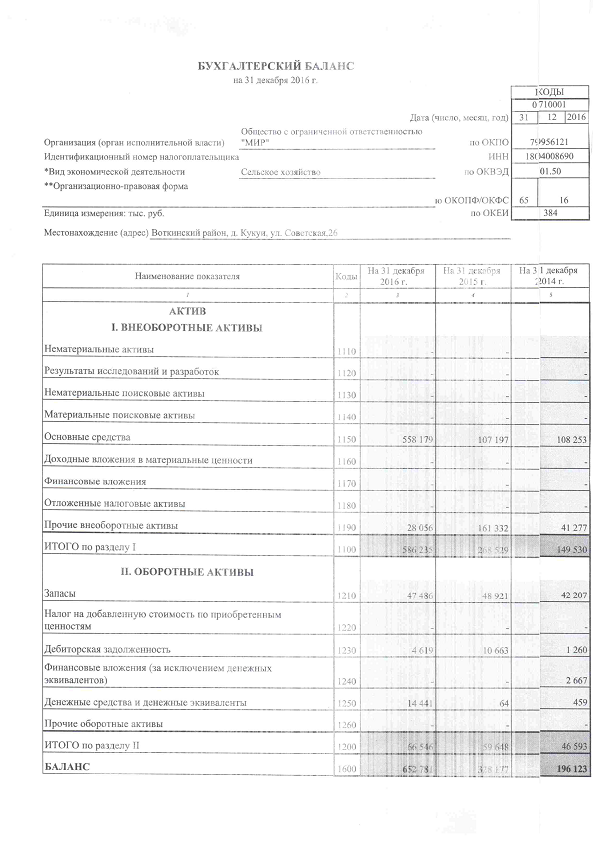 БУХГАЛТЕРСКИЙ БАЛАНС
на 31 декабря 2016 г.
КОДЫ
0710001
Дата (число, месяц, год) 31 12 2016
Общество с ограниченной ответственностью
Организация (орган исполнительной власти) "МИР" по ОКПО 79956121
Идентификационный номер налогоплательщика ИНН 1804008690
*Вид экономической деятельности Сельское хозяйство по ОКВЭД 01.50
**Организационно-правовая форма
ю ОКОПФ/ОКФС 65 16
Единица измерения: тыс. руб. по ОКЕИ 384
Местонахождение (адрес) Воткинский район, д. Кукуи, ул. Советская,26
Наименование показателя Коды На 31 декабря 2016 г. На 31 декабря 2015 г. На 31 декабря 2014 г.
1 2 3 4 5
АКТИВ
I. ВНЕОБОРОТНЫЕ АКТИВЫ
Нематериальные активы 1110 - - -
Результаты исследований и разработок 1120 - - -
Нематериальные поисковые активы 1130 - - -
Материальные поисковые активы 1140 - - -
Основные средства 1150 558 179 107 197 108 253
Доходные вложения в материальные ценности 1160 - - -
Финансовые вложения 1170 - - -
Отложенные налоговые активы 1180 - - -
Прочие внеоборотные активы 1190 28 056 161 332 41 277
ИТОГО по разделу I 1100 586 235 268 529 149 530
II. ОБОРОТНЫЕ АКТИВЫ
Запасы 1210 47 486 48 921 42 207
Налог на добавленную стоимость по приобретенным
ценностям 1220 - - -
Дебиторская задолженность 1230 4 619 10 663 1 260
Финансовые вложения (за исключением денежных
эквивалентов) 1240 - - 2 667
Денежные средства и денежные эквиваленты 1250 14 441 64 459
Прочие оборотные активы 1260 - - -
ИТОГО по разделу II 1200 66 546 59 648 46 593
БАЛАНС 1600 652 781 328 177 196 123